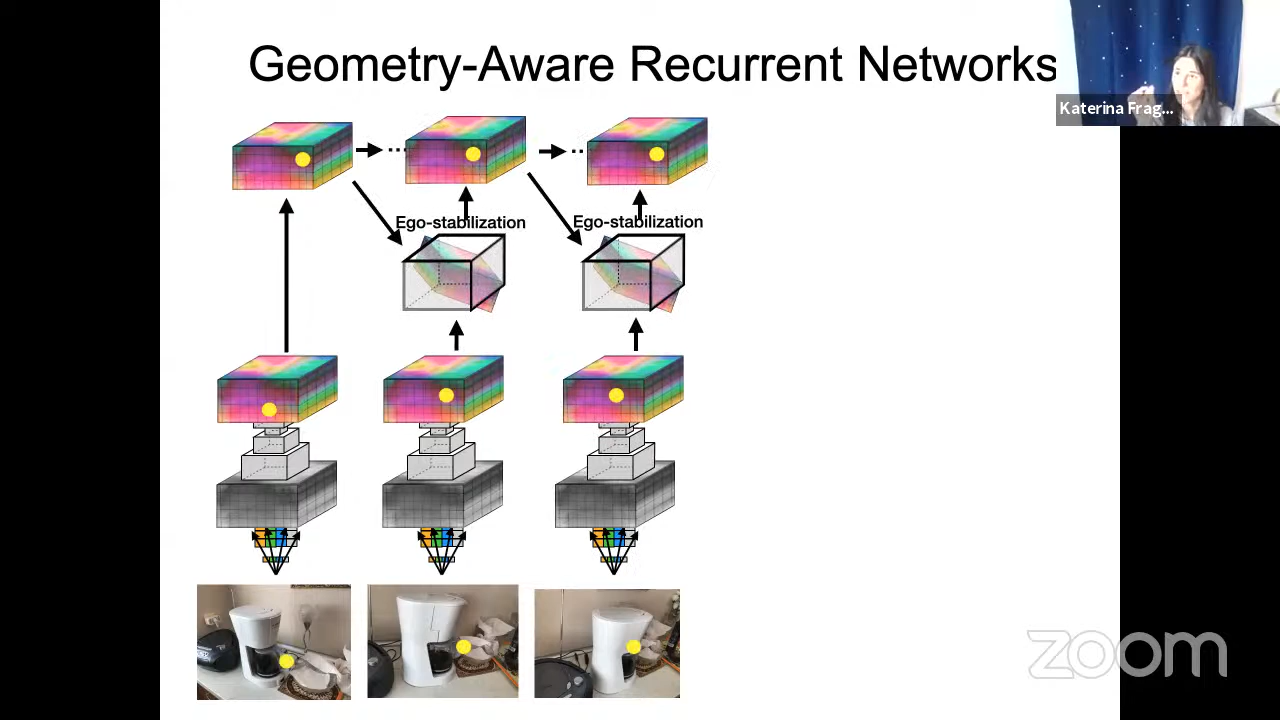 Geometry-Aware Recurrent Networks
Katerina Frag...
Ego-stabilization
Ego-stabilization
zoom